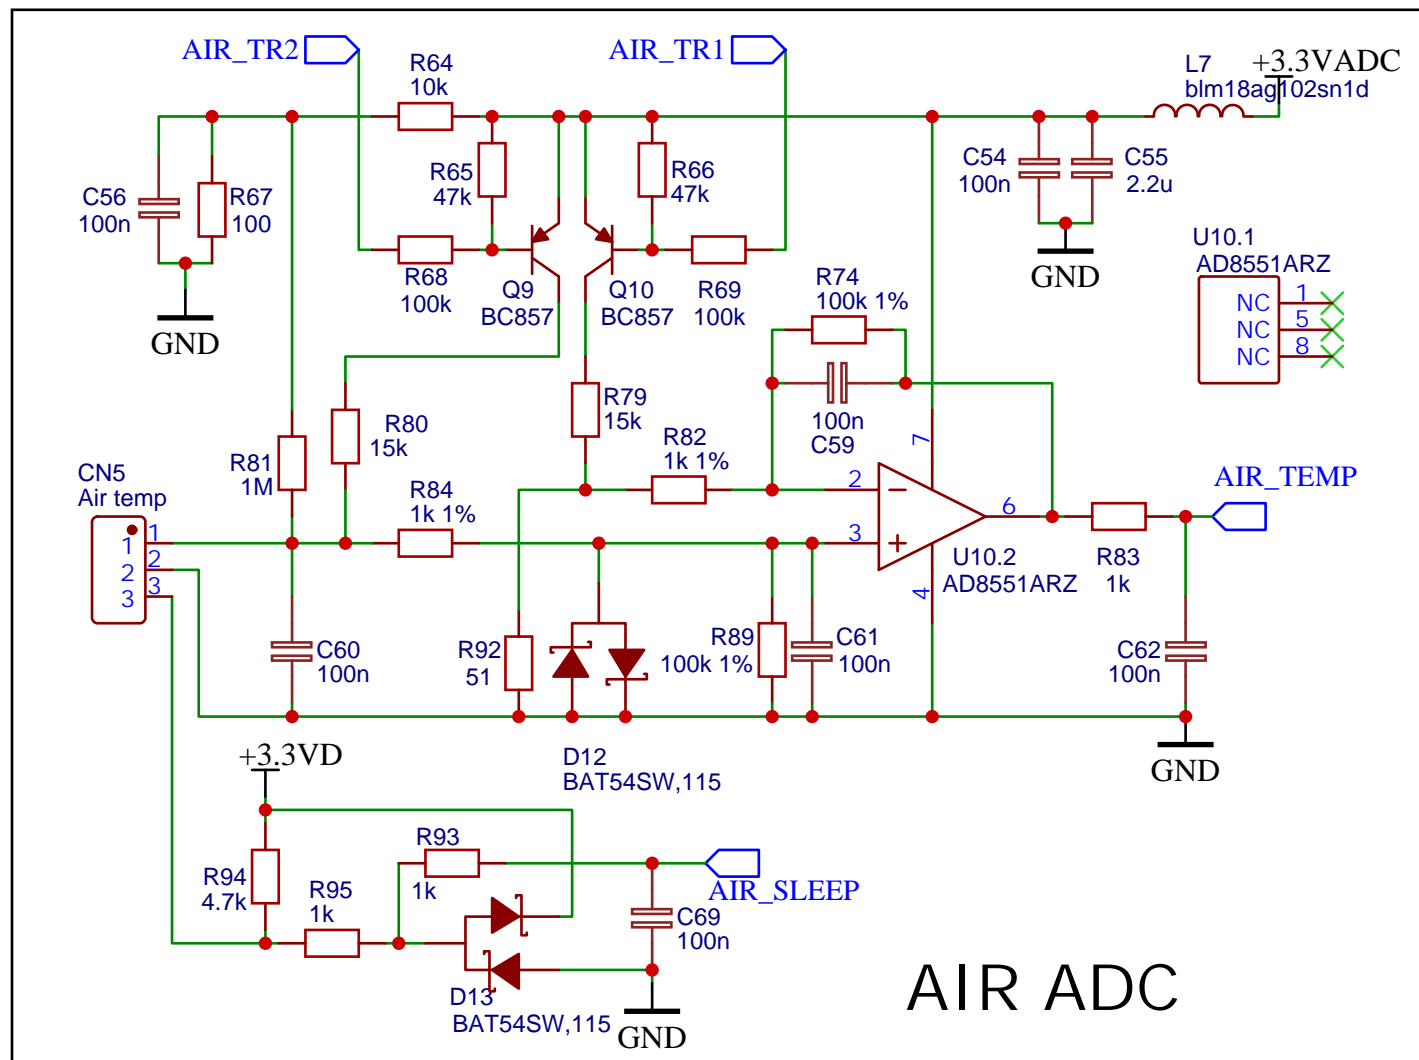 AIR_TR2
AIR_TR1
R64
10k
L7
+3.3VADC
blm18ag102sn1d
C56
100n
R67
100
R65
47k
R66
47k
C54
100n
C55
2.2u
GND
R68
100k
Q9
BC857
Q10
BC857
R69
100k
GND
U10.1
AD8551ARZ
NC 1
NC 5
NC 8
R74
100k 1%
100n
C59
R80
15k
R79
15k
R81
1M
R82
1k 1%
R84
1k 1%
CN5
Air temp
1 1
2 2
3 3
7
2
3
6
4
U10.2
AD8551ARZ
AIR_TEMP
R83
1k
C60
100n
R92
51
R89
100k 1%
C61
100n
C62
100n
GND
D12
BAT54SW,115
+3.3VD
R94
4.7k
R95
1k
R93
1k
AIR_SLEEP
C69
100n
D13
BAT54SW,115
GND
AIR ADC